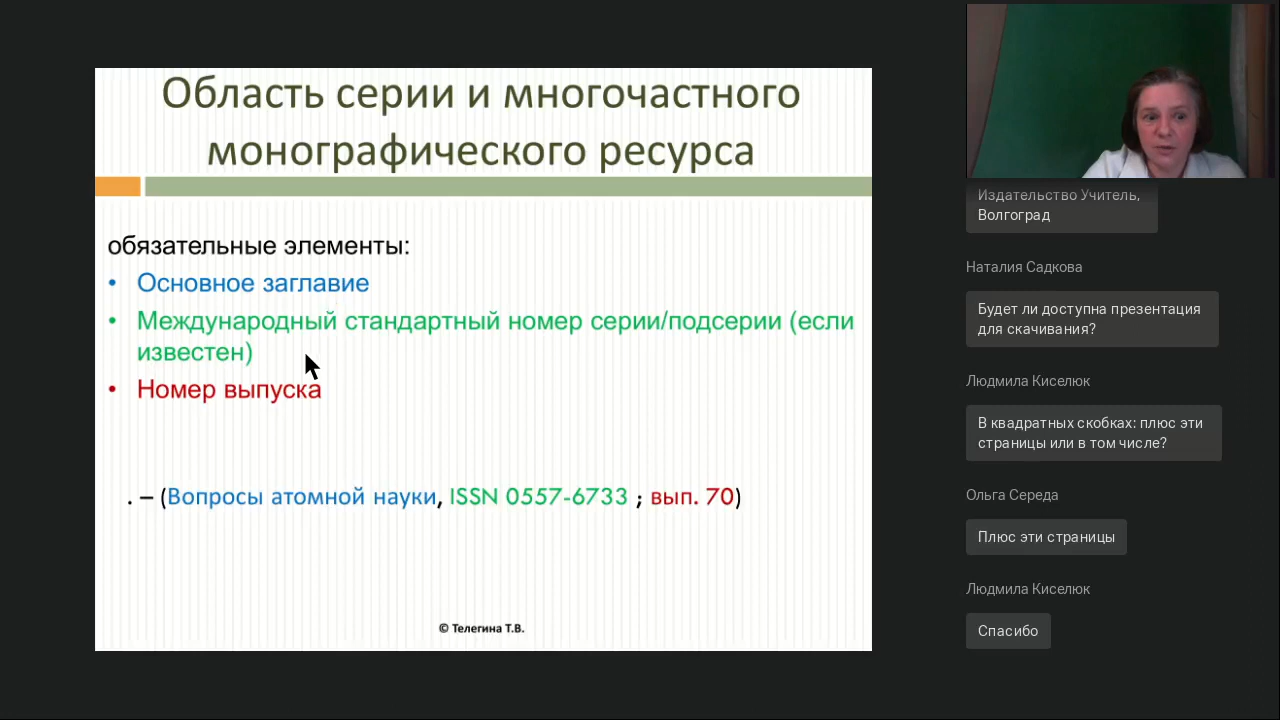 Область серии и многочастного
монографического ресурса
обязательные элементы:
• Основное заглавие
• Международный стандартный номер серии/подсерии (если
известен)
• Номер выпуска
. – (Вопросы атомной науки, ISSN 0557-6733 ; вып. 70)
© Телегина Т.В.
Издательство Учитель,
Волгоград
Наталия Садкова
Будет ли доступна презентация
для скачивания?
Людмила Киселюк
В квадратных скобках: плюс эти
страницы или в том числе?
Ольга Середа
Плюс эти страницы
Людмила Киселюк
Спасибо